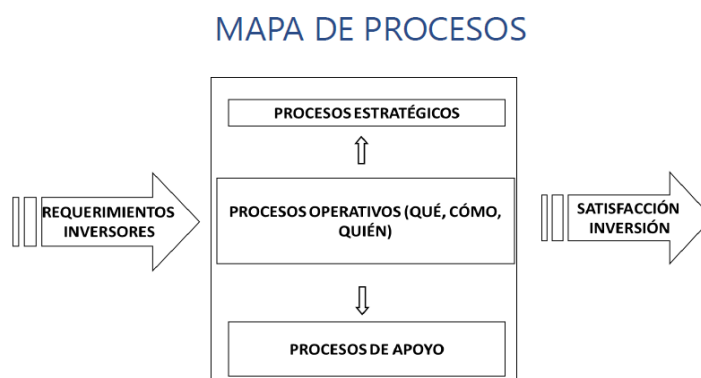 MAPA DE PROCESOS
PROCESOS ESTRATÉGICOS
REQUERIMIENTOS
INVERSORES
PROCESOS OPERATIVOS (QUÉ, CÓMO,
QUIÉN)
SATISFACCIÓN
INVERSIÓN
PROCESOS DE APOYO